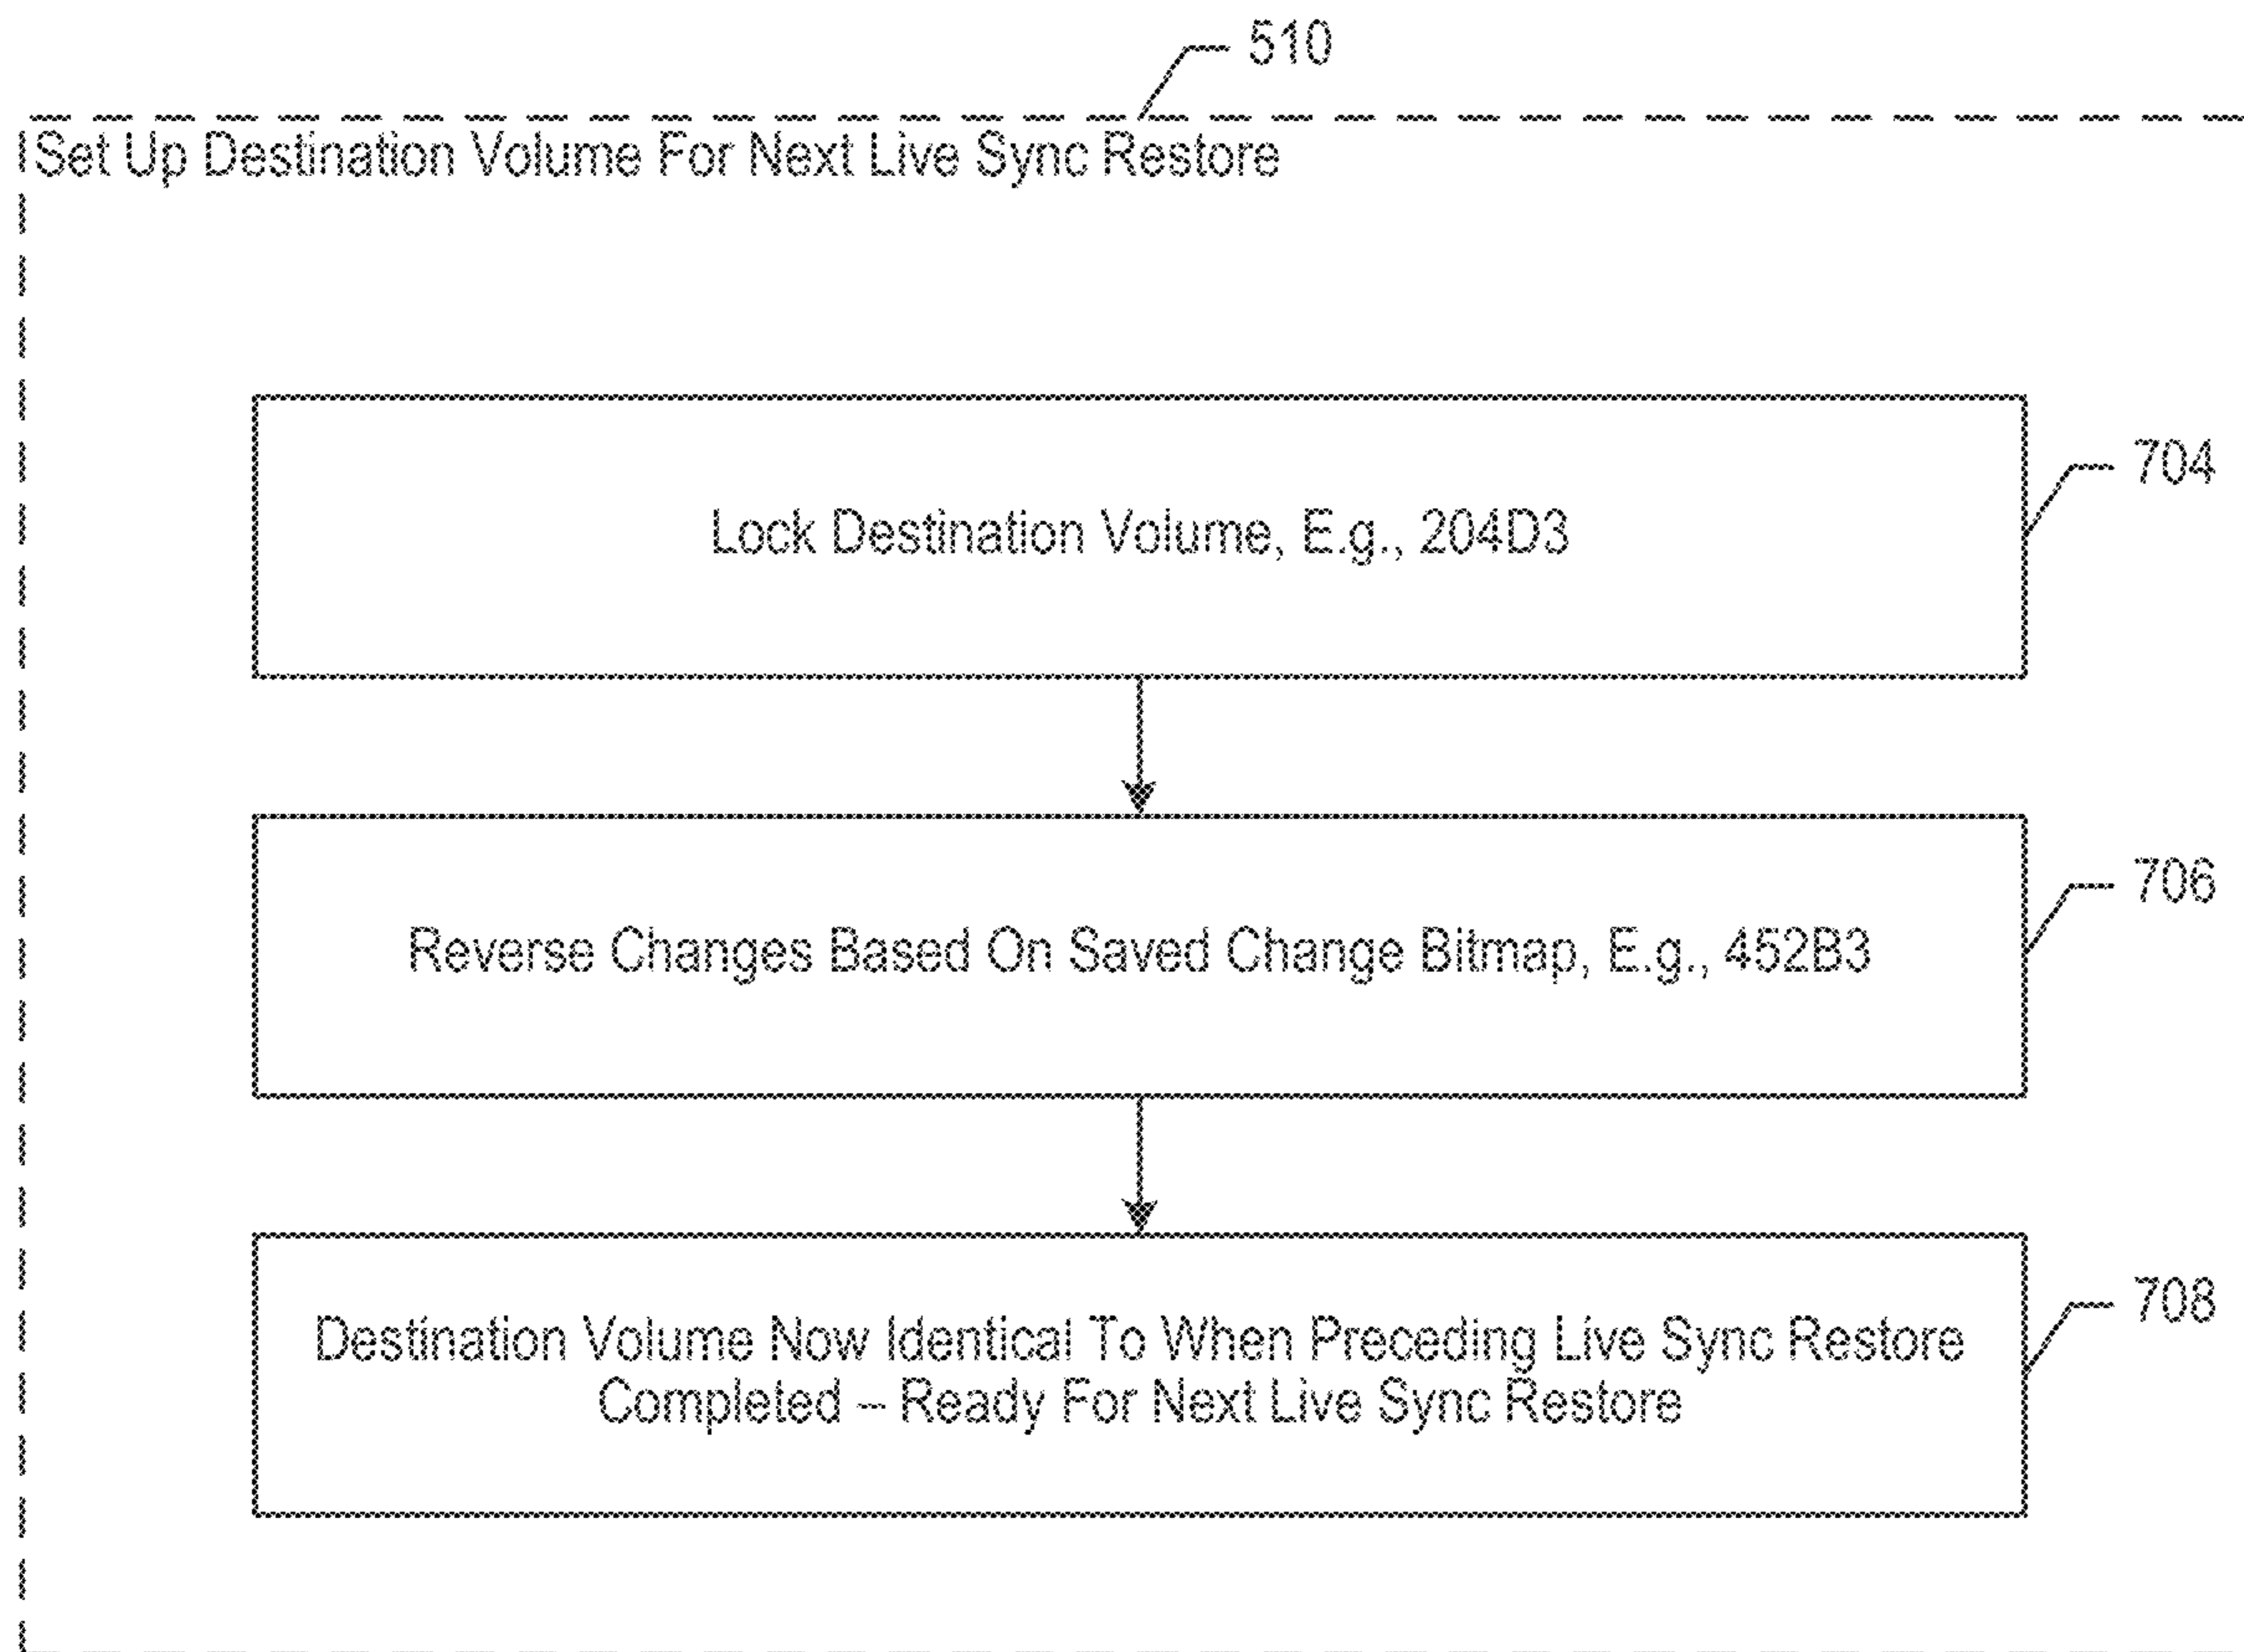 510
Set Up Destination Volume For Next Live Sync Restore
Lock Destination Volume, E.g., 204D3
704
Reverse Changes Based On Saved Change Bitmap, E.g., 452B3
706
Destination Volume Now Identical To When Preceding Live Sync Restore
Completed -- Ready For Next Live Sync Restore
708